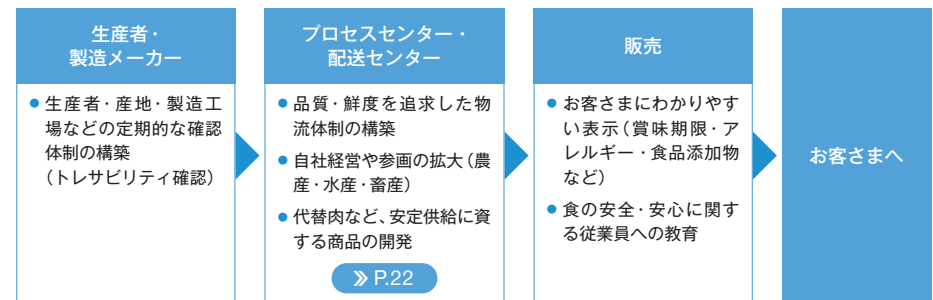 生産者・
製造メーカー
● 生産者・産地・製造工
場などの定期的な確認
体制の構築
（トレサビリティ確認）
プロセスセンター・
配送センター
● 品質・鮮度を追求した物
流体制の構築
● 自社経営や参画の拡大（農
産・水産・畜産）
● 代替肉など、安定供給に資
する商品の開発
≫ P.22
販売
● お客さまにわかりやす
い表示（賞味期限・ア
レルギー・食品添加物
など）
● 食の安全・安心に関す
る従業員への教育
お客さまへ